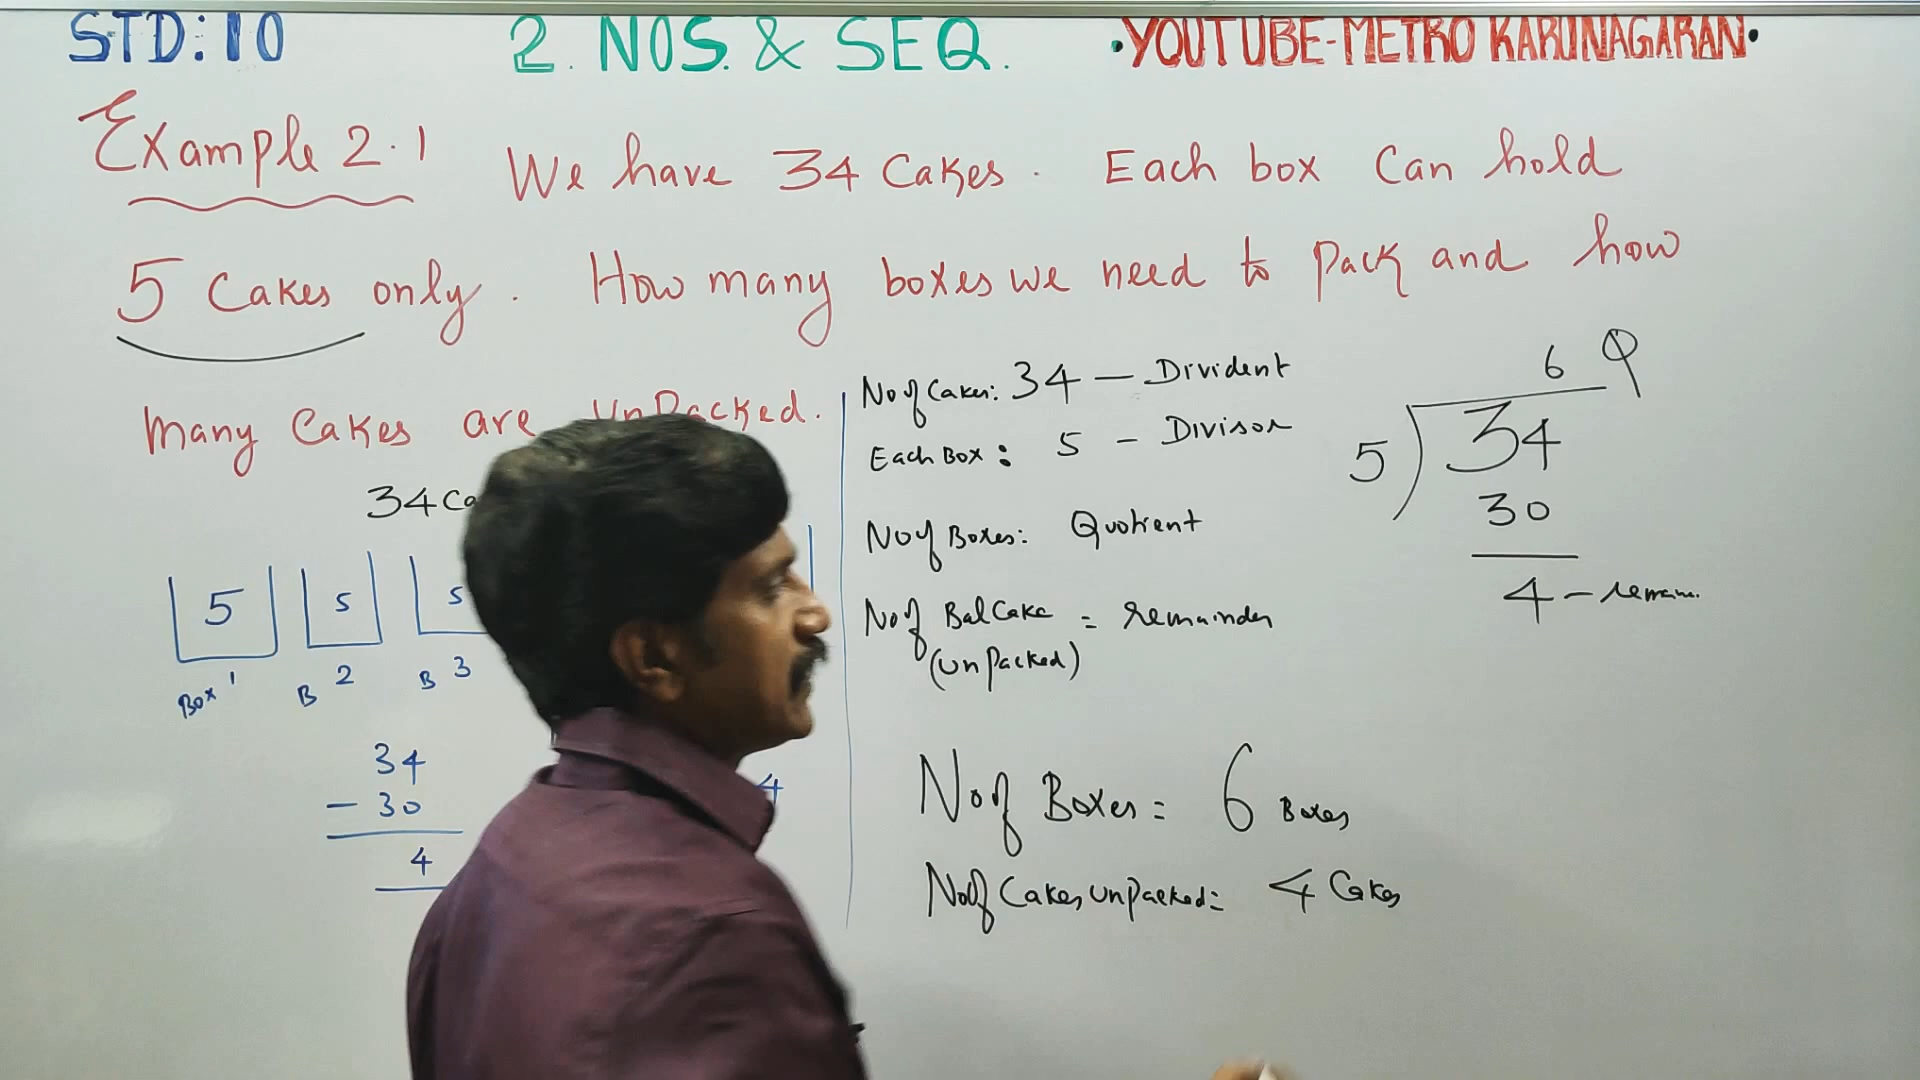 STD:10 2. NOS. & SEQ. •YOUTUBE-METRO KARUNAGARAN•
Example 2.1 We have 34 Cakes. Each box Can hold
5 Cakes only. How many boxes we need to Pack and how
many Cakes are unPacked.
34 Ca
5 5 5
Box 1 B 2 B 3
34
- 30
4
4
No of Cakes: 34 — Divident
Each Box: 5 - Divisor
No of Boxes: Quotient
No of Bal Cake = remainder
(unPacked)
No of Boxes = 6 Boxes
No of Cakes unPacked = 4 Cakes
6 Q
5 34
30
4 - remain.